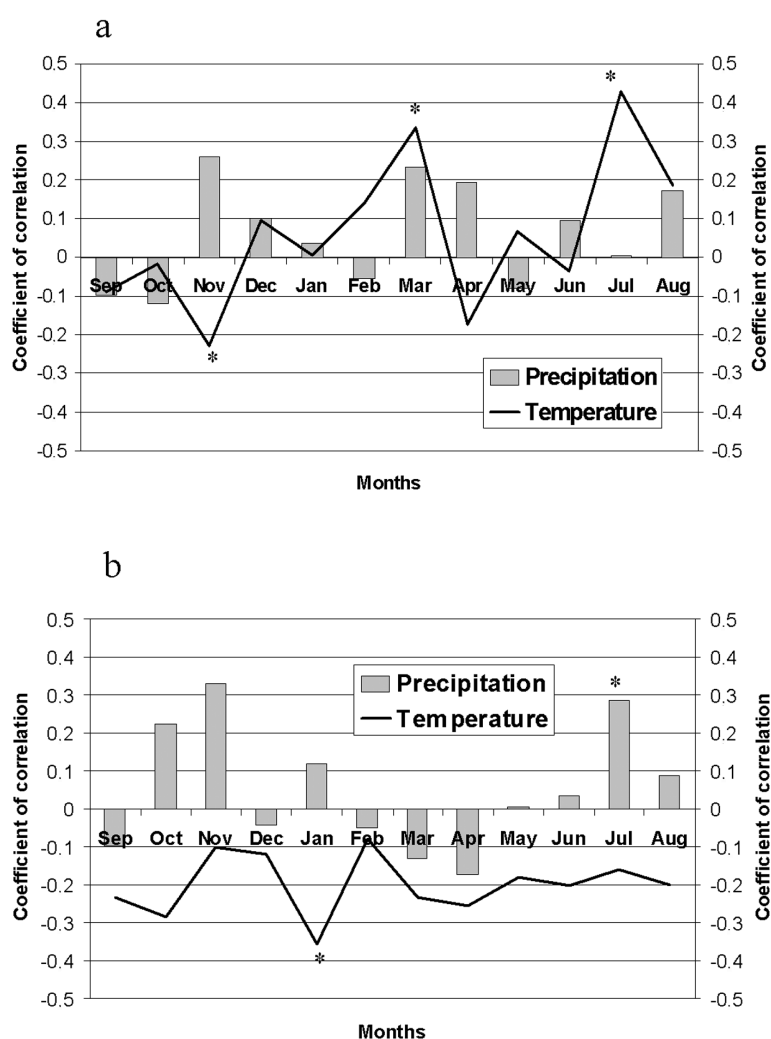 a
0.5 0.5
0.4 * 0.4
* 
0.3 0.3
0.2 0.2
0.1 0.1
0 0
Sep Oct Nov Dec Jan Feb Mar Apr May Jun Jul Aug
-0.1 -0.1
-0.2 -0.2
*
-0.3 Precipitation -0.3
-0.4 Temperature -0.4
-0.5 -0.5
Coefficient of correlation
Coefficient of correlation
Months
b
0.5 0.5
0.4 0.4
0.3 Precipitation * 0.3
0.2 Temperature 0.2
0.1 0.1
0 0
Sep Oct Nov Dec Jan Feb Mar Apr May Jun Jul Aug
-0.1 -0.1
-0.2 -0.2
-0.3 -0.3
-0.4 * -0.4
-0.5 -0.5
Coefficient of correlation
Coefficient of correlation
Months